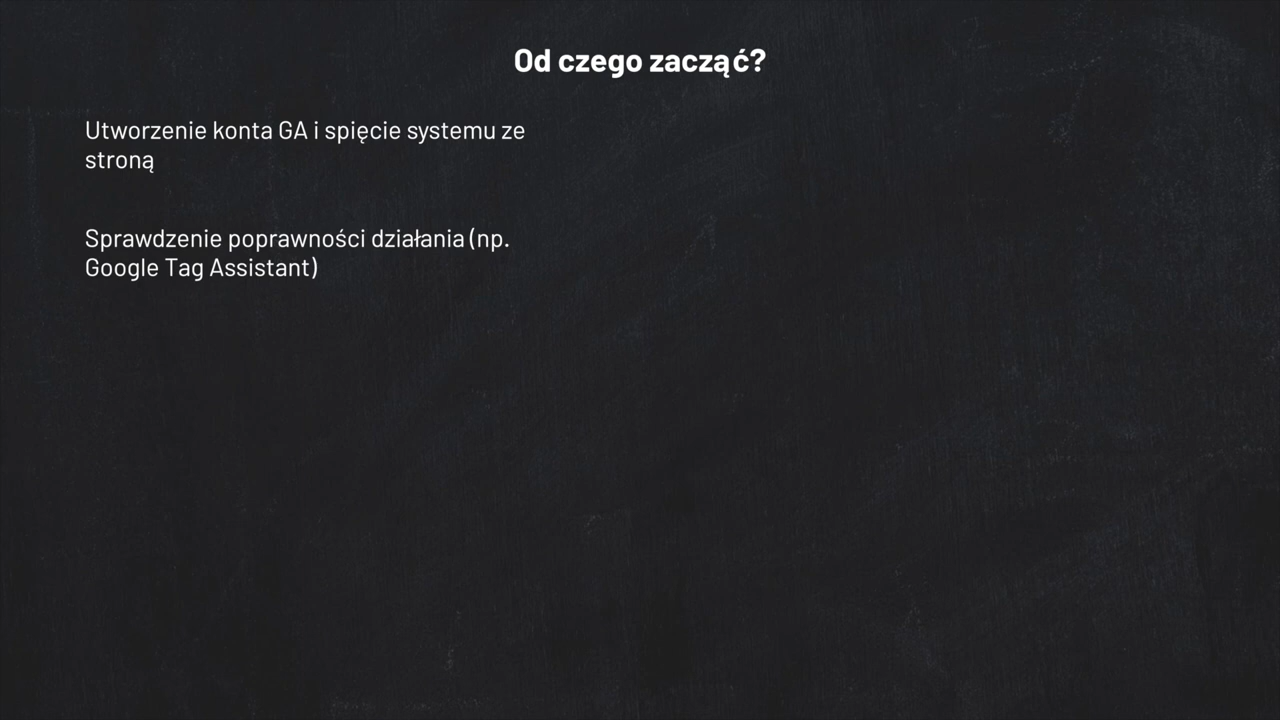 Od czego zacząć?
Utworzenie konta GA i spięcie systemu ze
stroną
Sprawdzenie poprawności działania (np.
Google Tag Assistant)